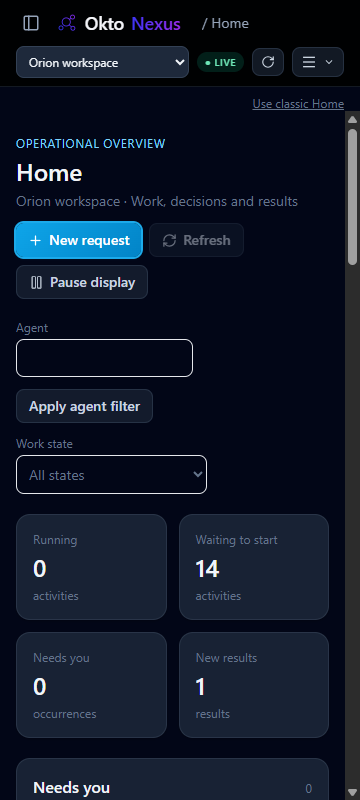 Okto Nexus / Home
Orion workspace LIVE
Use classic Home
OPERATIONAL OVERVIEW
Home
Orion workspace · Work, decisions and results
New request Refresh
Pause display
Agent
Apply agent filter
Work state
All states
Running Waiting to start
0 14
activities activities
Needs you New results
0 1
occurrences results
Needs you 0